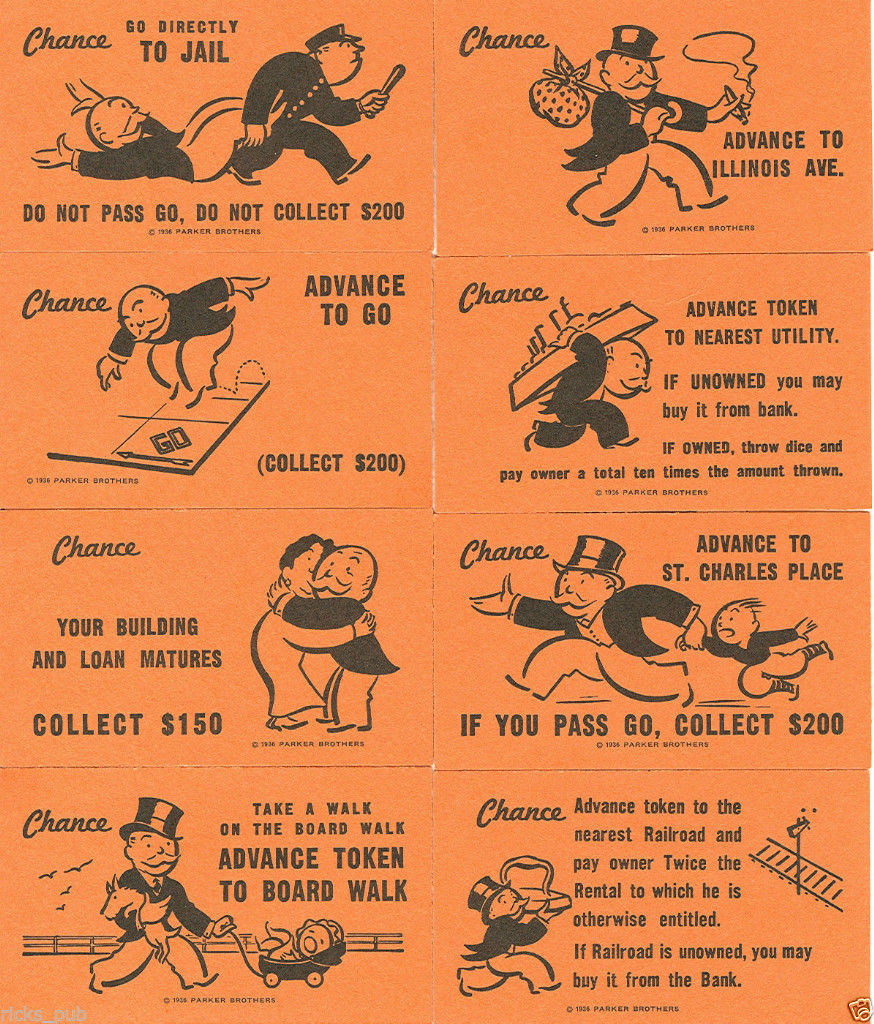 Chance
GO DIRECTLY
TO JAIL
DO NOT PASS GO, DO NOT COLLECT $200
© 1936 PARKER BROTHERS
Chance
ADVANCE TO
ILLINOIS AVE.
© 1936 PARKER BROTHERS
Chance
ADVANCE
TO GO
GO
(COLLECT $200)
© 1936 PARKER BROTHERS
Chance
ADVANCE TOKEN
TO NEAREST UTILITY.
IF UNOWNED you may
buy it from bank.
IF OWNED, throw dice and
pay owner a total ten times the amount thrown.
© 1936 PARKER BROTHERS
Chance
YOUR BUILDING
AND LOAN MATURES
COLLECT $150
© 1936 PARKER BROTHERS
Chance
ADVANCE TO
ST. CHARLES PLACE
IF YOU PASS GO, COLLECT $200
© 1936 PARKER BROTHERS
Chance
TAKE A WALK
ON THE BOARD WALK
ADVANCE TOKEN
TO BOARD WALK
© 1936 PARKER BROTHERS
Chance
Advance token to the
nearest Railroad and
pay owner Twice the
Rental to which he is
otherwise entitled.
If Railroad is unowned, you may
buy it from the Bank.
© 1936 PARKER BROTHERS
ricks_pub